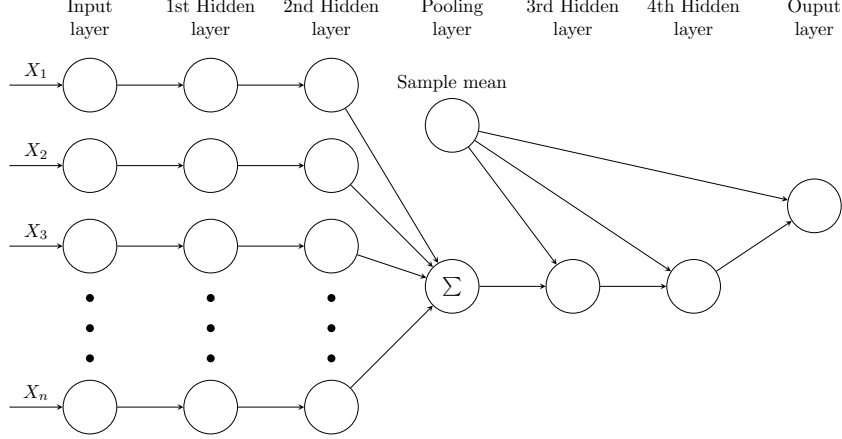 Input
layer
1st Hidden
layer
2nd Hidden
layer
Pooling
layer
3rd Hidden
layer
4th Hidden
layer
Ouput
layer
Sample mean
X₁
X₂
X₃
Σ
Xₙ